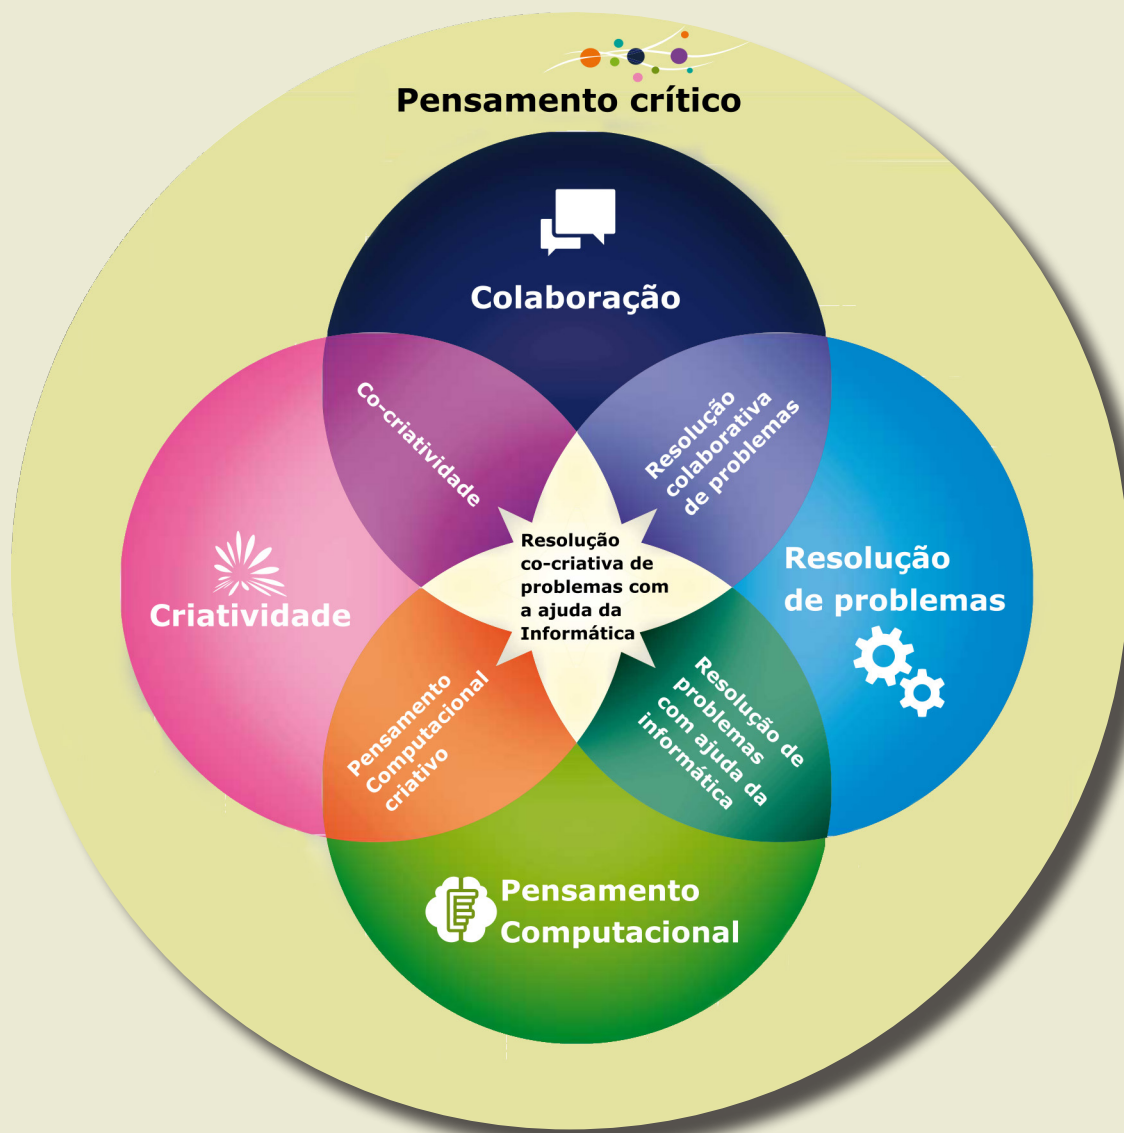 Pensamento crítico
Colaboração
Co-criatividade
Resolução
colaborativa
de problemas
Criatividade
Resolução
co-criativa de
problemas com
a ajuda da
Informática
Resolução
de problemas
Pensamento
Computacional
criativo
Resolução de
problemas
com ajuda da
informática
Pensamento
Computacional